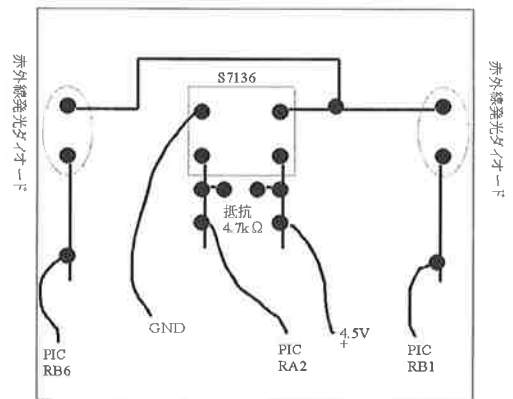 赤外線発光ダイオード
S7136
赤外線発光ダイオード
抵抗
4.7kΩ
GND
4.5V
+
PIC
RB6
PIC
RA2
PIC
RB1